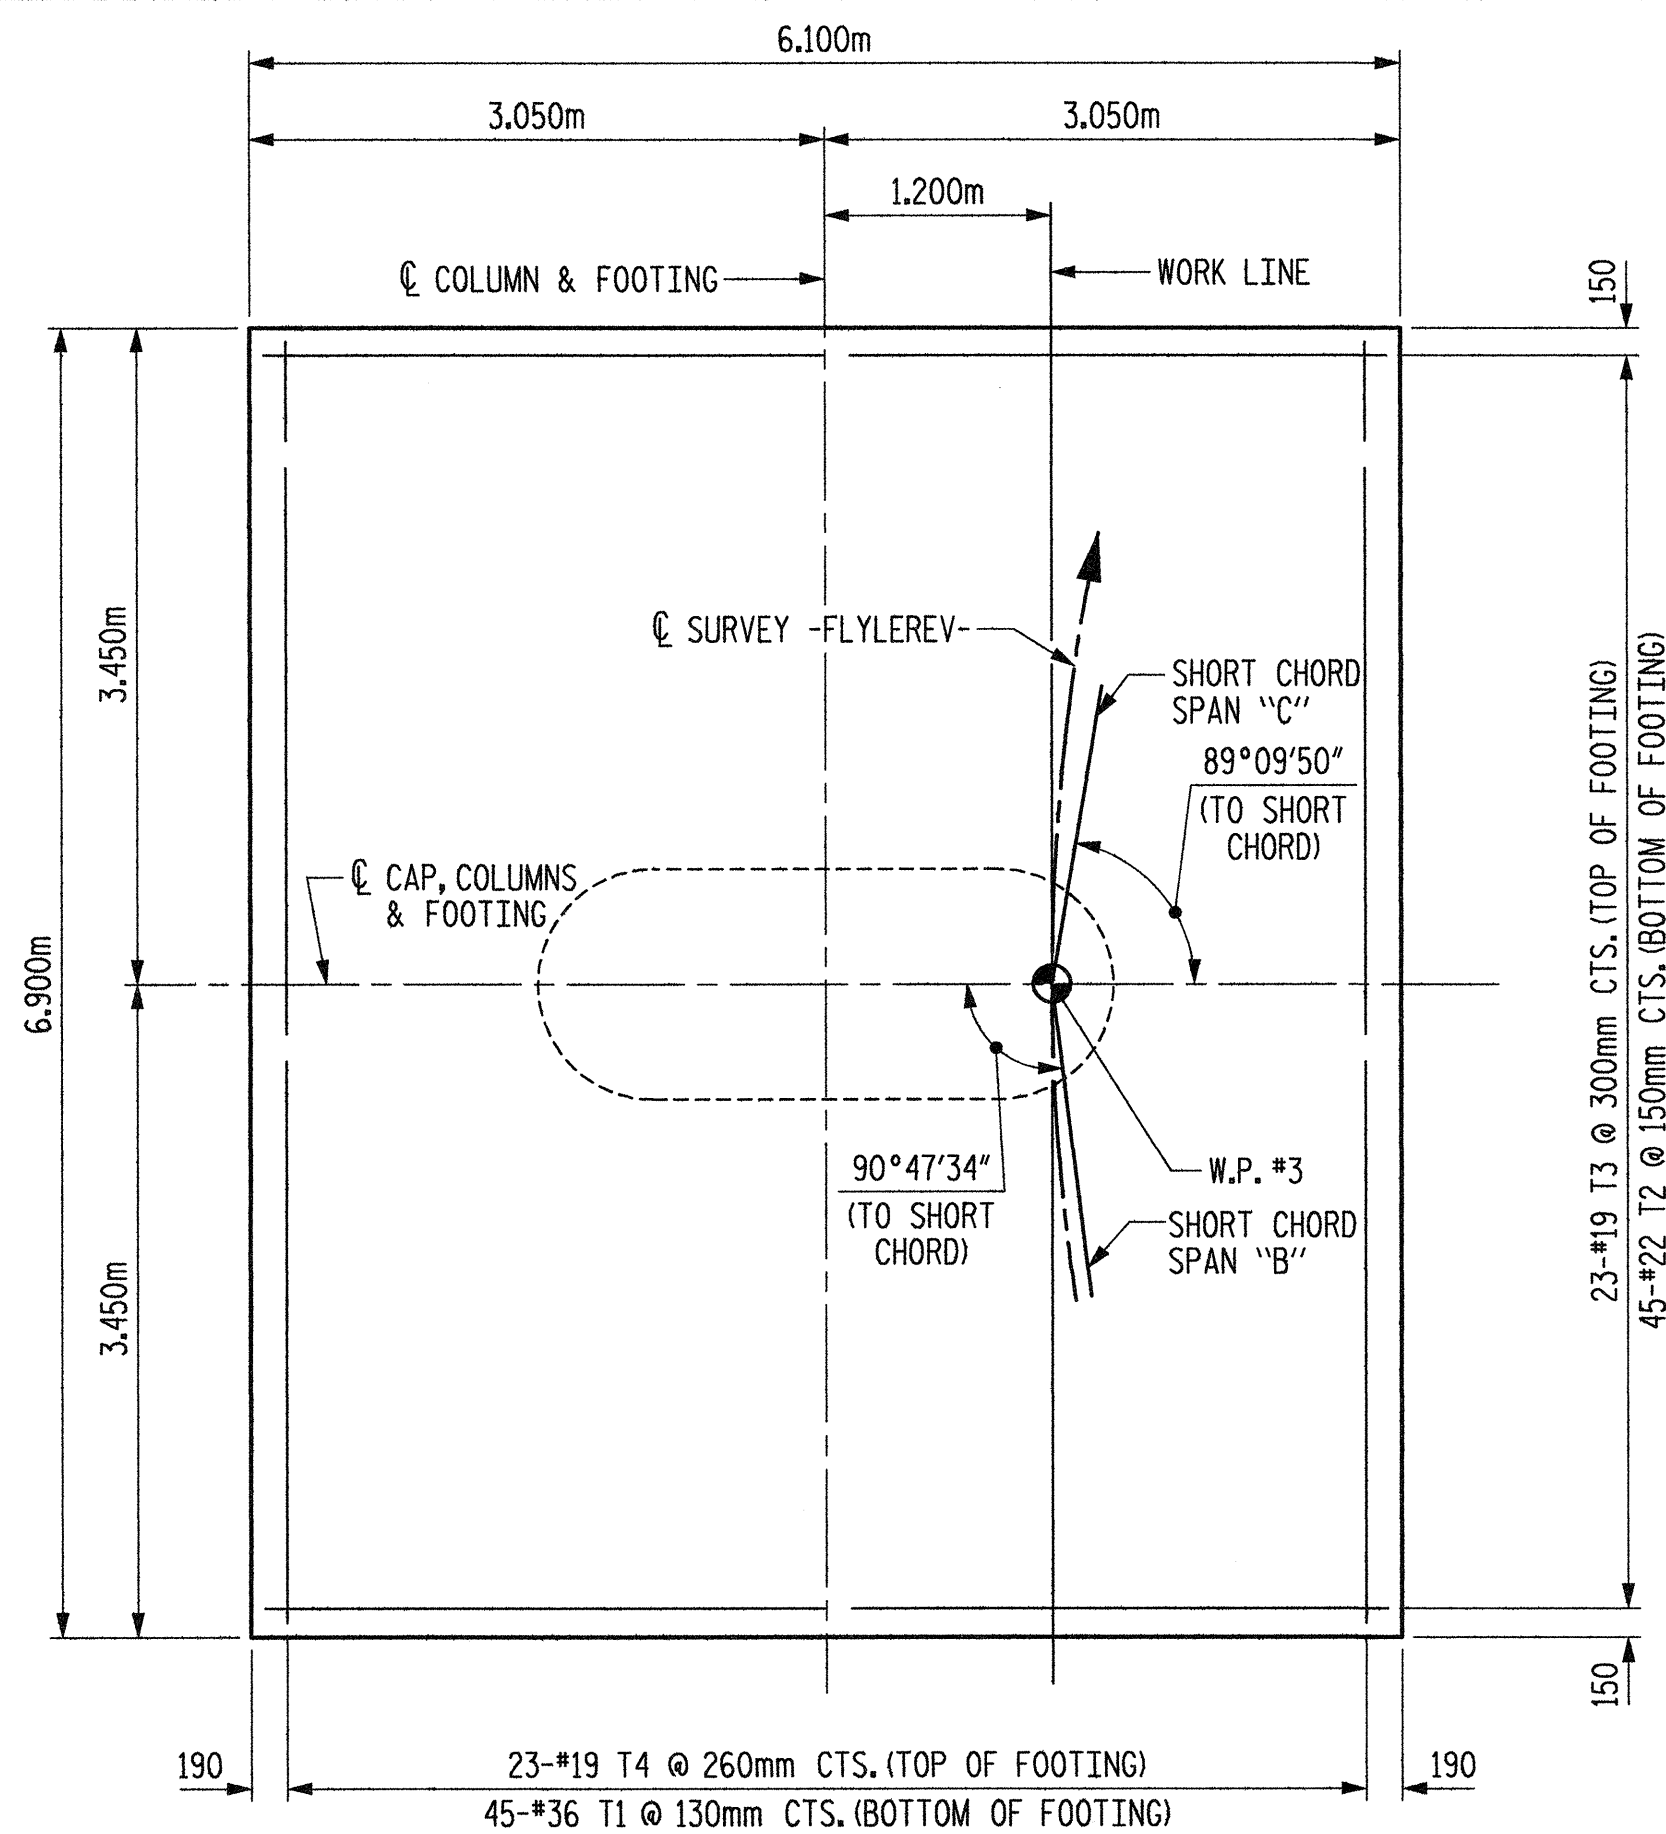 6.100m
3.050m
3.050m
1.200m
℄ COLUMN & FOOTING
WORK LINE
150
3.450m
6.900m
℄ SURVEY -FLYLEREV-
SHORT CHORD
SPAN "C"
89°09'50"
(TO SHORT
CHORD)
℄ CAP, COLUMNS
& FOOTING
90°47'34"
(TO SHORT
CHORD)
W.P. #3
SHORT CHORD
SPAN "B"
3.450m
23-#19 T3 @ 300mm CTS. (TOP OF FOOTING)
45-#22 T2 @ 150mm CTS. (BOTTOM OF FOOTING)
150
190
23-#19 T4 @ 260mm CTS. (TOP OF FOOTING)
45-#36 T1 @ 130mm CTS. (BOTTOM OF FOOTING)
190